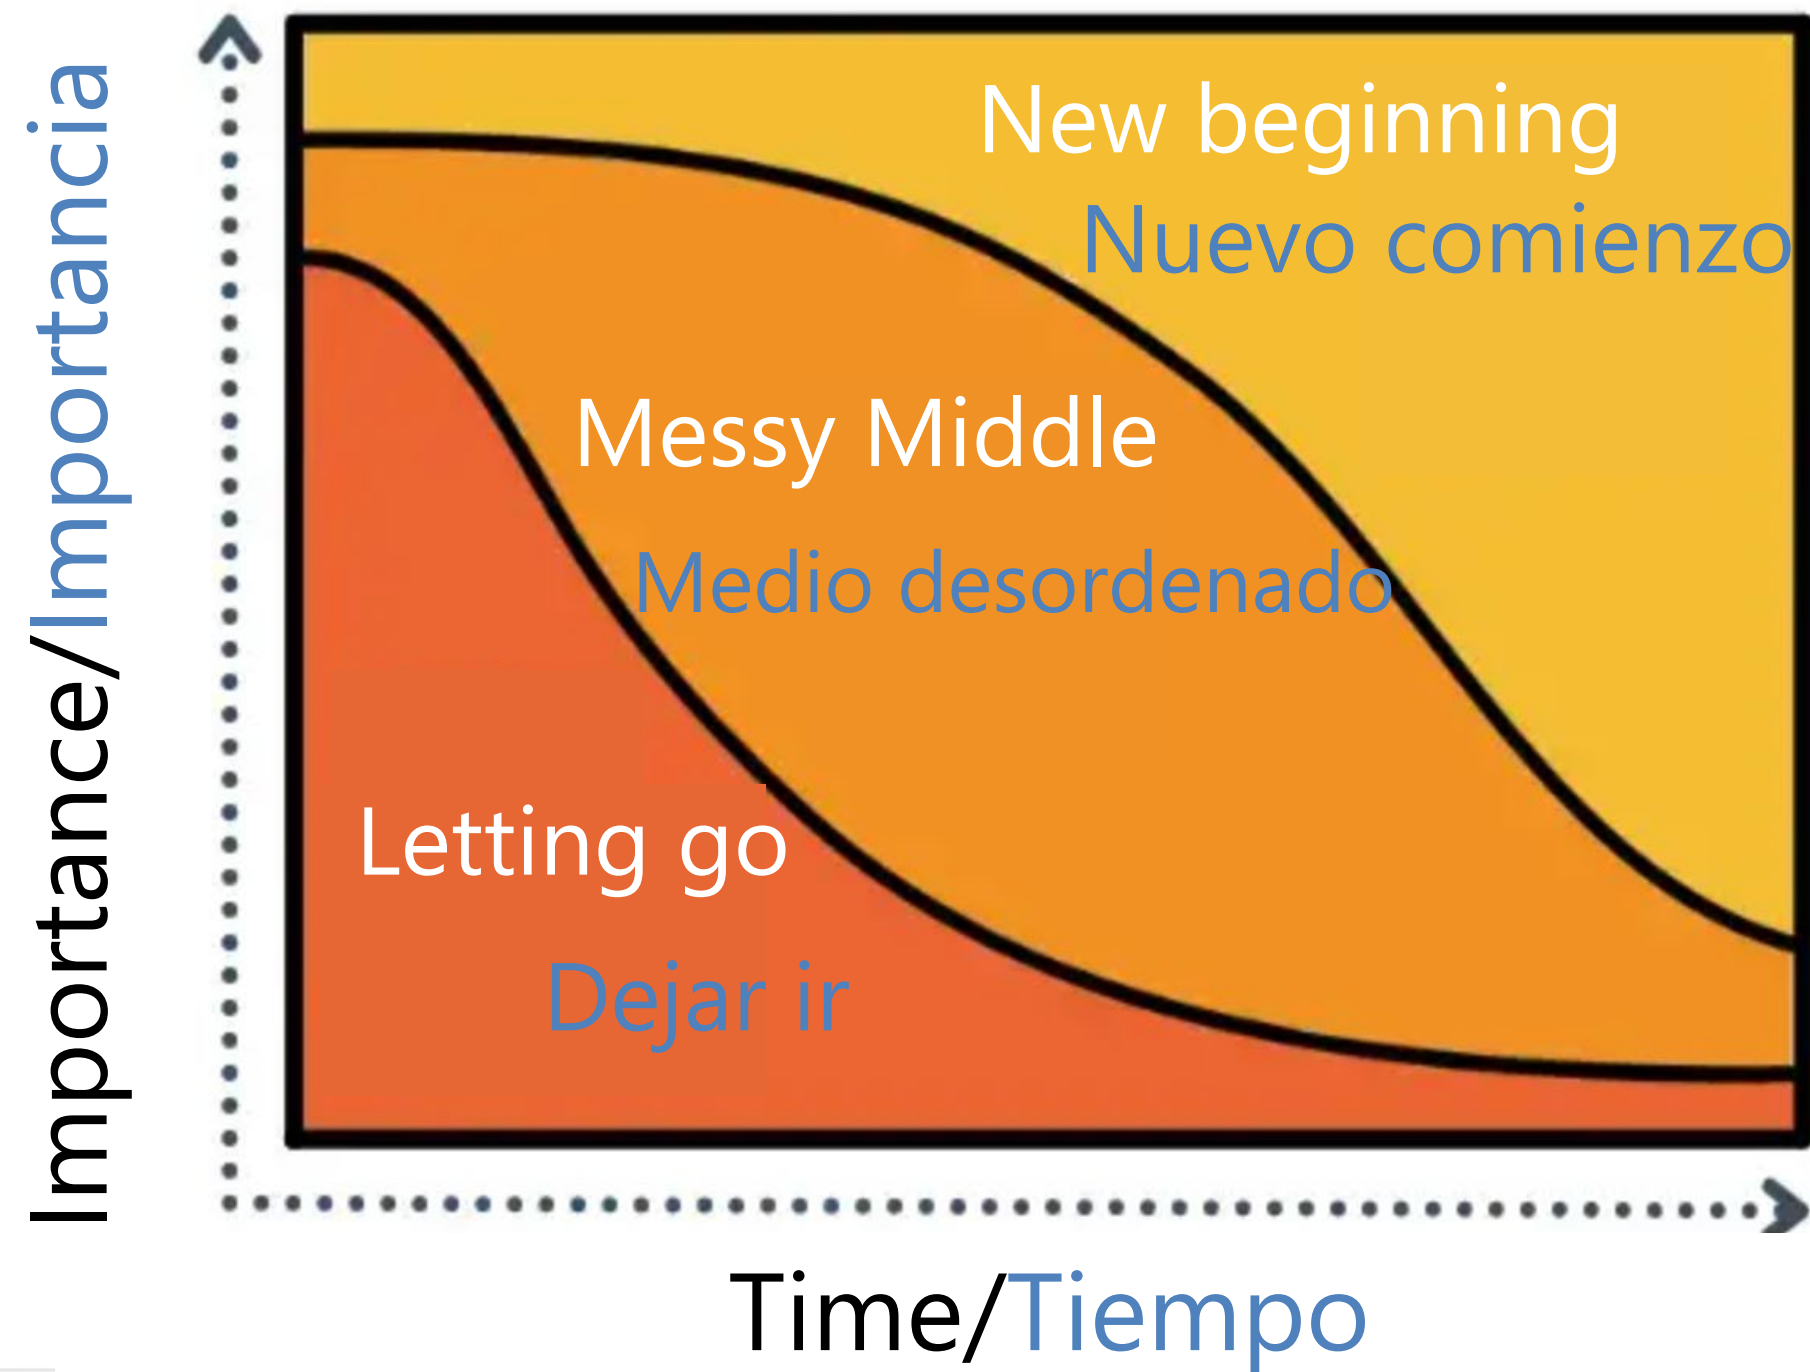 Importance/Importancia
New beginning
Nuevo comienzo
Messy Middle
Medio desordenado
Letting go
Dejar ir
Time/Tiempo